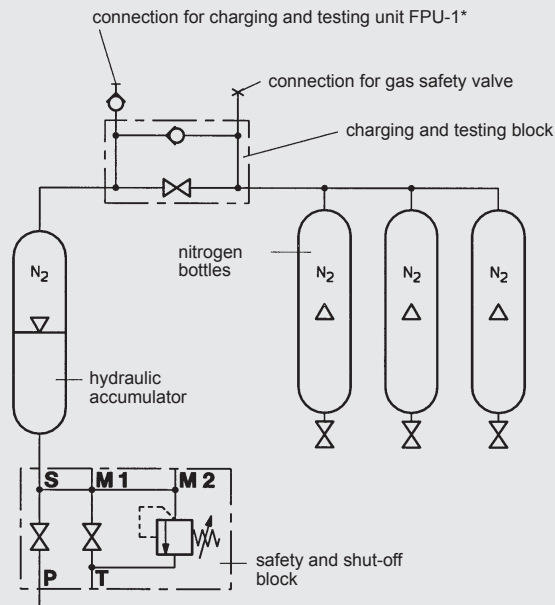 connection for charging and testing unit FPU-1*
connection for gas safety valve
charging and testing block
nitrogen
bottles
N2
N2
N2
N2
hydraulic
accumulator
S
M1
M2
safety and shut-off
block
P
T